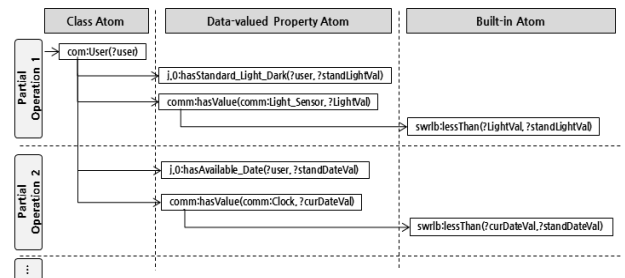 Class Atom
Data-valued Property Atom
Built-in Atom
Partial
Operation 1
com:User(?user)
j.0:hasStandard_Light_Dark(?user, ?standLightVal)
comm:hasValue(comm:Light_Sensor, ?LightVal)
swrlb:lessThan(?LightVal, ?standLightVal)
Partial
Operation 2
j.0:hasAvailable_Date(?user, ?standDateVal)
comm:hasValue(comm:Clock, ?curDateVal)
swrlb:lessThan(?curDateVal,?standDateVal)
...